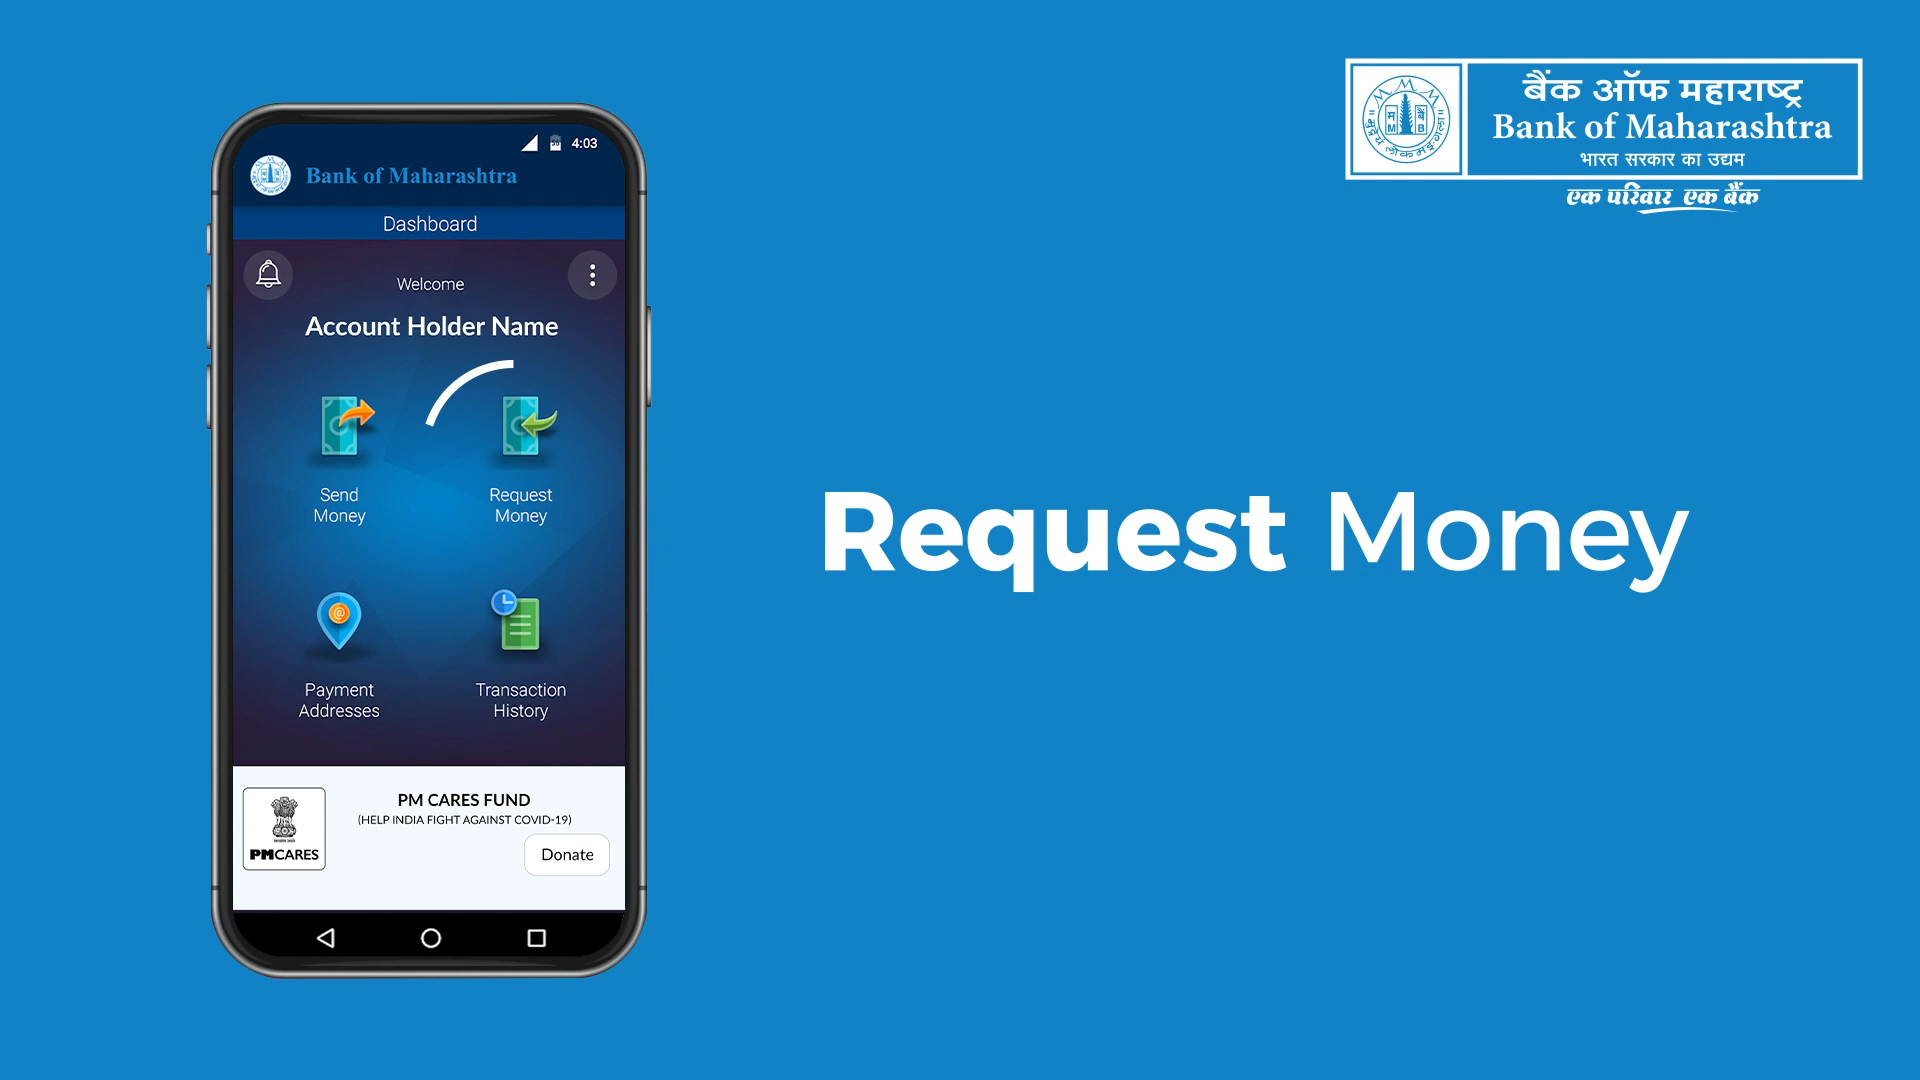 4:03
Bank of Maharashtra
Dashboard
Welcome
Account Holder Name
Send
Money
Request
Money
Payment
Addresses
Transaction
History
PM CARES FUND
(HELP INDIA FIGHT AGAINST COVID-19)
PMCARES
Donate
बैंक ऑफ महाराष्ट्र
Bank of Maharashtra
भारत सरकार का उद्यम
एक परिवार एक बैंक
Request Money